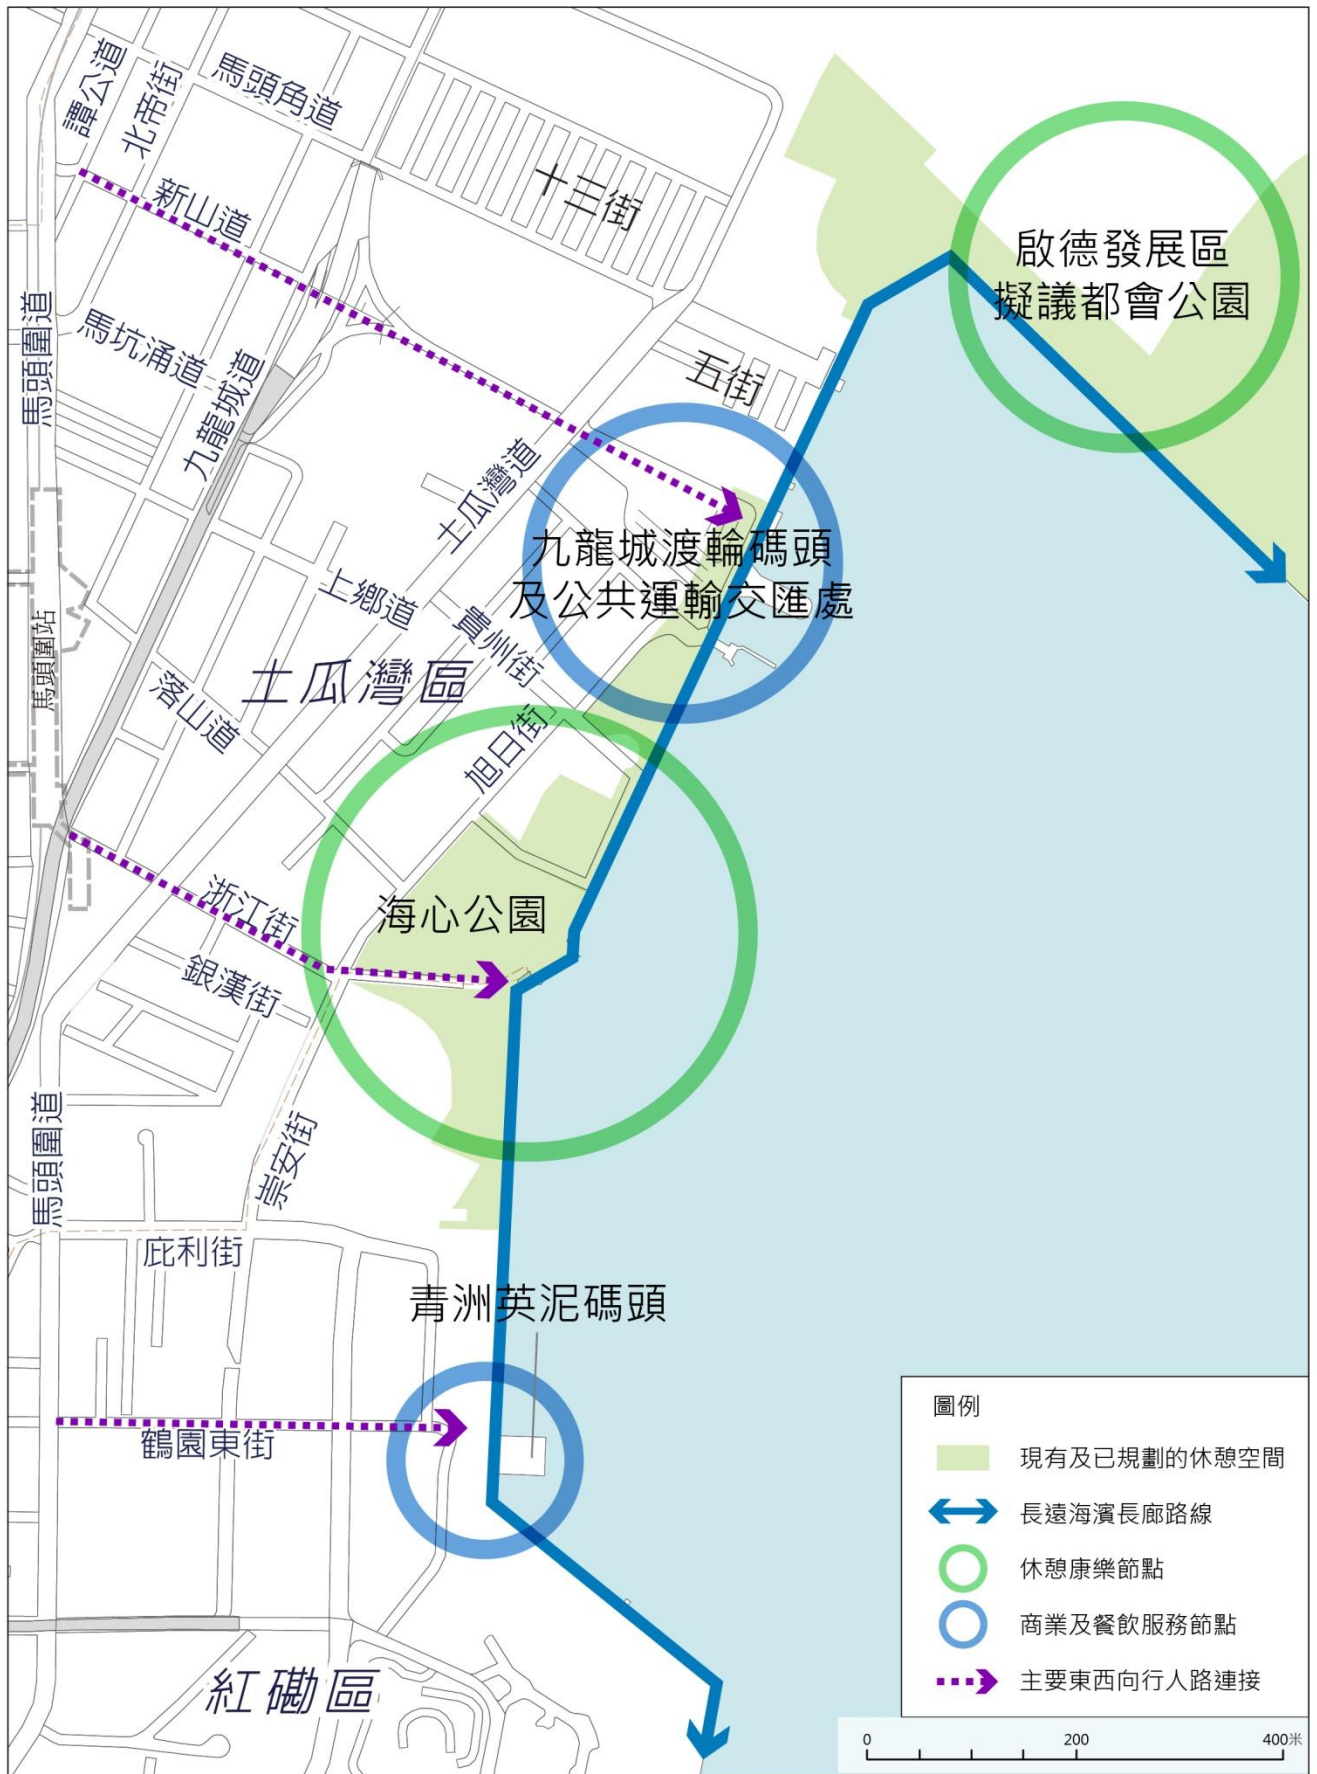 譚公道
北帝街
馬頭角道
新山道
十三街
啟德發展區
擬議都會公園
馬頭圍道
馬坑涌道
九龍城道
五街
土瓜灣道
九龍城渡輪碼頭
及公共運輸交匯處
上鄉道
貴州街
馬頭圍站
土瓜灣區
落山道
旭日街
浙江街
海心公園
銀漢街
馬頭圍道
崇安街
庇利街
青洲英泥碼頭
鶴園東街
紅磡區
圖例
現有及已規劃的休憩空間
長遠海濱長廊路線
休憩康樂節點
商業及餐飲服務節點
主要東西向行人路連接
0 200 400米